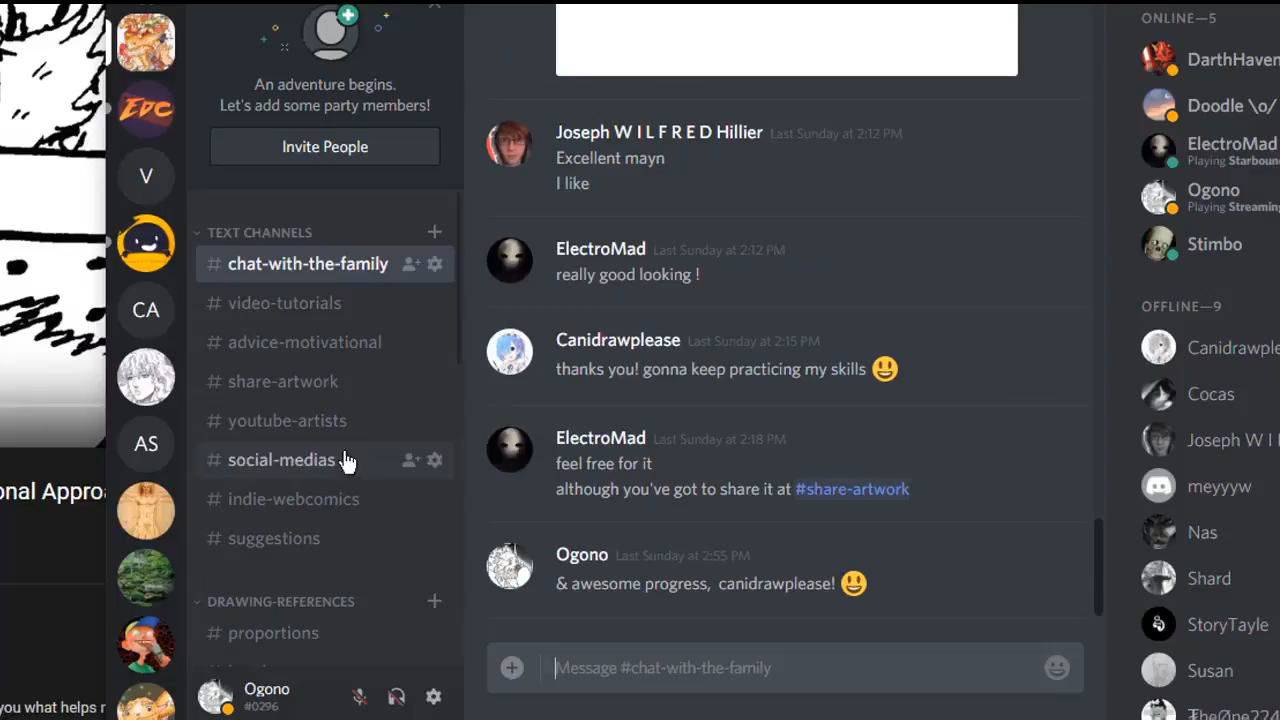 onal Appro
you what helps
EDC
V
CA
AS
An adventure begins.
Let's add some party members!
Invite People
TEXT CHANNELS
# chat-with-the-family
# video-tutorials
# advice-motivational
# share-artwork
# youtube-artists
# social-medias
# indie-webcomics
# suggestions
DRAWING-REFERENCES
# proportions
Ogono
#0296
Joseph W I L F R E D Hillier Last Sunday at 2:12 PM
Excellent mayn
I like
ElectroMad Last Sunday at 2:12 PM
really good looking !
Canidrawplease Last Sunday at 2:15 PM
thanks you! gonna keep practicing my skills 😃
ElectroMad Last Sunday at 2:18 PM
feel free for it
although you've got to share it at #share-artwork
Ogono Last Sunday at 2:55 PM
& awesome progress, canidrawplease! 😃
Message #chat-with-the-family
ONLINE—5
DarthHaven
Doodle \o/
ElectroMad
Playing Starboun
Ogono
Playing Streaming
Stimbo
OFFLINE—9
Canidrawple
Cocas
Joseph W I
meyyyw
Nas
Shard
StoryTayle
Susan